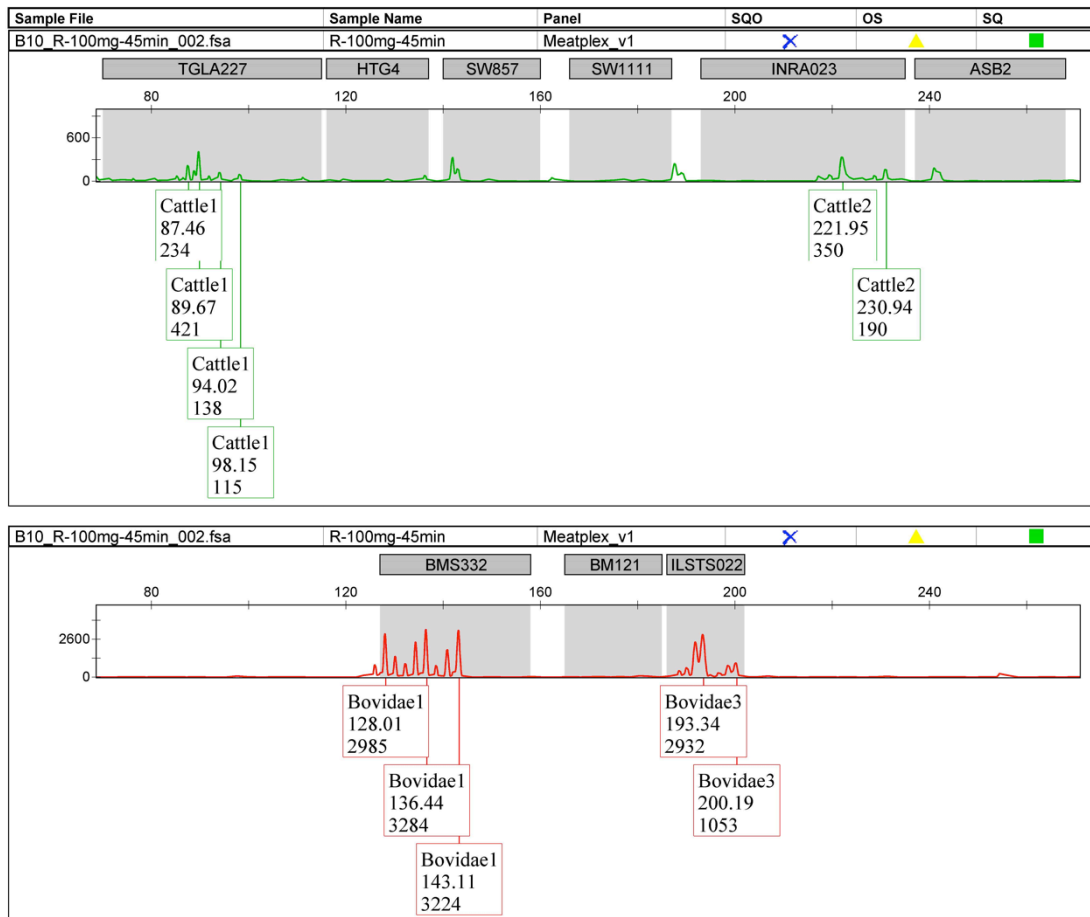 Sample File Sample Name Panel SQO OS SQ
B10_R-100mg-45min_002.fsa R-100mg-45min Meatplex_v1
TGLA227 HTG4 SW857 SW1111 INRA023 ASB2
80 120 160 200 240
600
0
Cattle1
87.46
234
Cattle1
89.67
421
Cattle1
94.02
138
Cattle1
98.15
115
Cattle2
221.95
350
Cattle2
230.94
190
B10_R-100mg-45min_002.fsa R-100mg-45min Meatplex_v1
BMS332 BM121 ILSTS022
80 120 160 200 240
2600
0
Bovidae1
128.01
2985
Bovidae1
136.44
3284
Bovidae1
143.11
3224
Bovidae3
193.34
2932
Bovidae3
200.19
1053